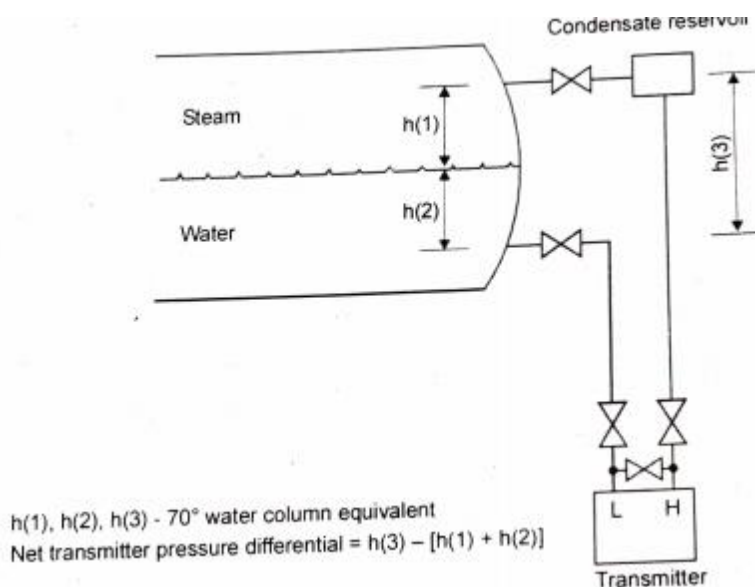 Condensate reservoir
Steam
h(1)
h(3)
h(2)
Water
L H
h(1), h(2), h(3) - 70° water column equivalent
Net transmitter pressure differential = h(3) – [h(1) + h(2)]
Transmitter